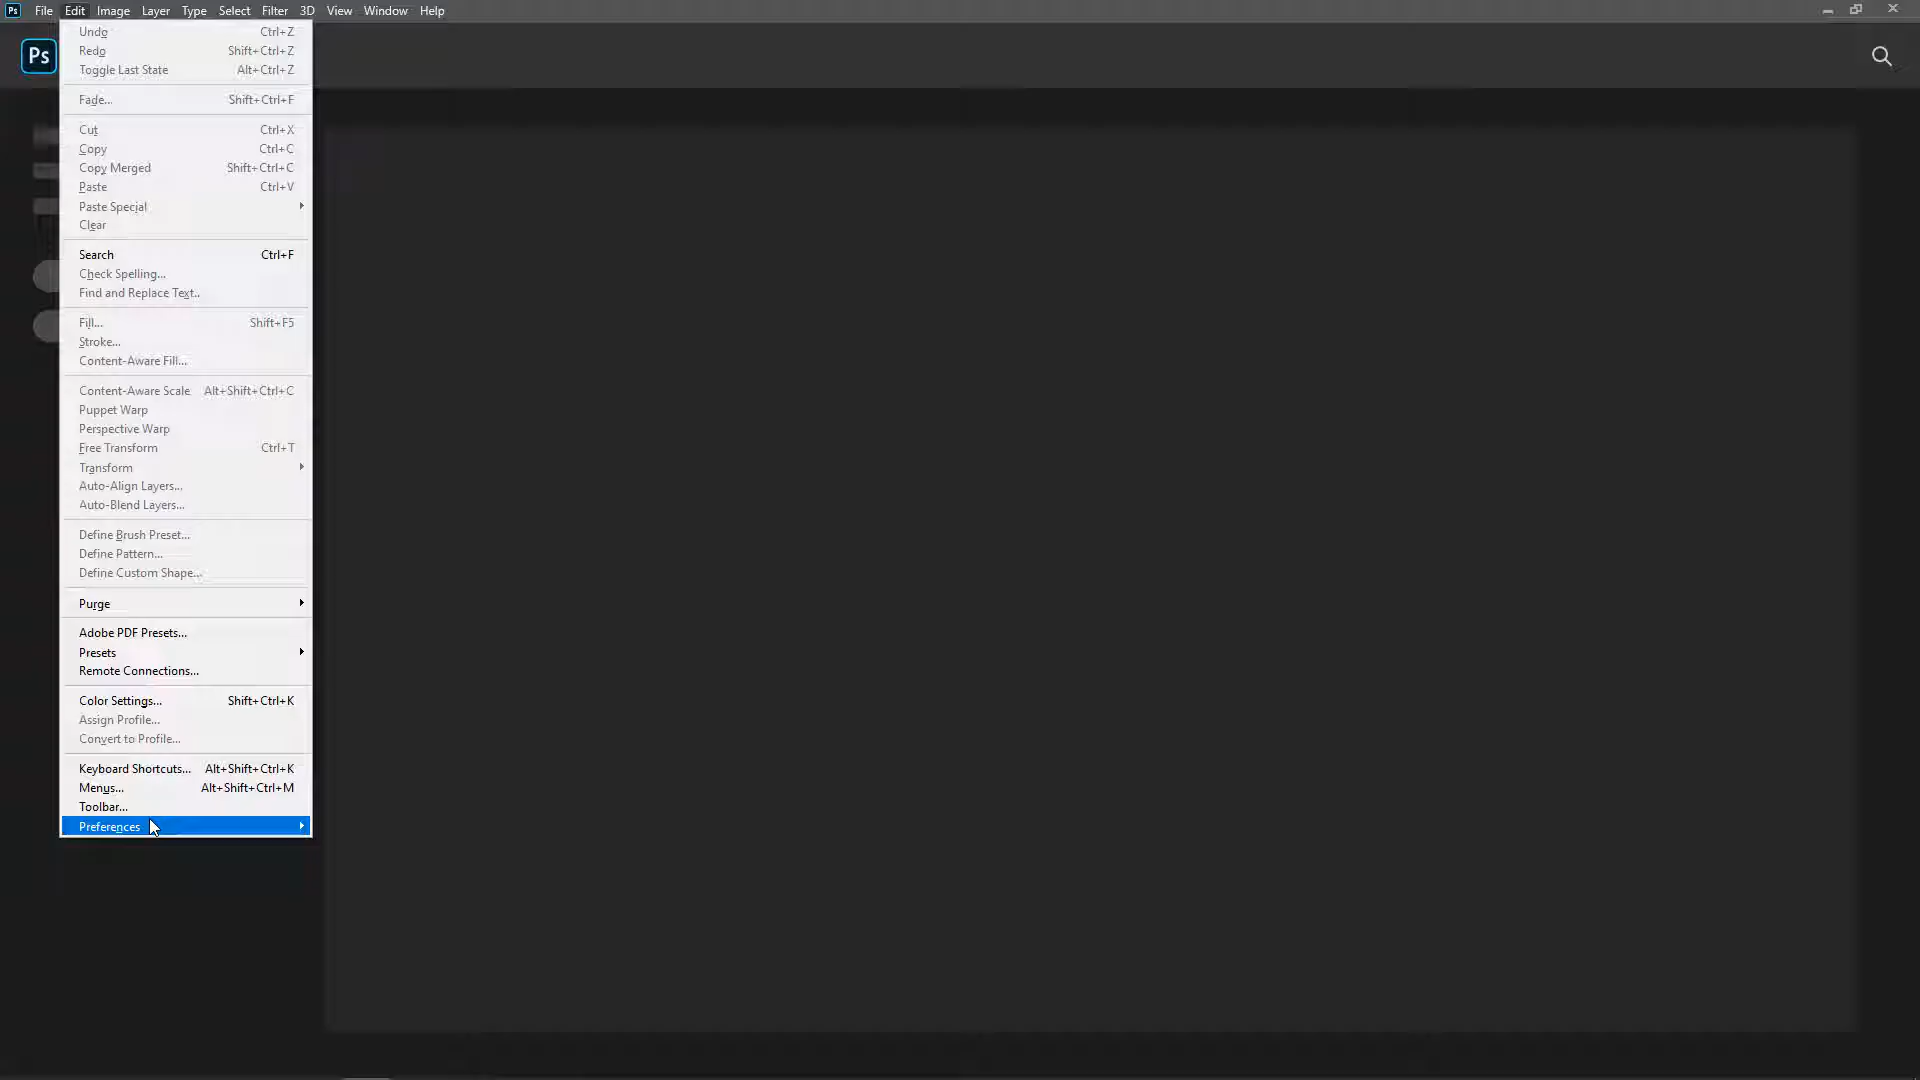 Ps File Edit Image Layer Type Select Filter 3D View Window Help
Ps
Undo Ctrl+Z
Redo Shift+Ctrl+Z
Toggle Last State Alt+Ctrl+Z
Fade... Shift+Ctrl+F
Cut Ctrl+X
Copy Ctrl+C
Copy Merged Shift+Ctrl+C
Paste Ctrl+V
Paste Special
Clear
Search Ctrl+F
Check Spelling...
Find and Replace Text..
Fill... Shift+F5
Stroke...
Content-Aware Fill...
Content-Aware Scale Alt+Shift+Ctrl+C
Puppet Warp
Perspective Warp
Free Transform Ctrl+T
Transform
Auto-Align Layers...
Auto-Blend Layers...
Define Brush Preset...
Define Pattern...
Define Custom Shape...
Purge
Adobe PDF Presets...
Presets
Remote Connections...
Color Settings... Shift+Ctrl+K
Assign Profile...
Convert to Profile...
Keyboard Shortcuts... Alt+Shift+Ctrl+K
Menus... Alt+Shift+Ctrl+M
Toolbar...
Preferences